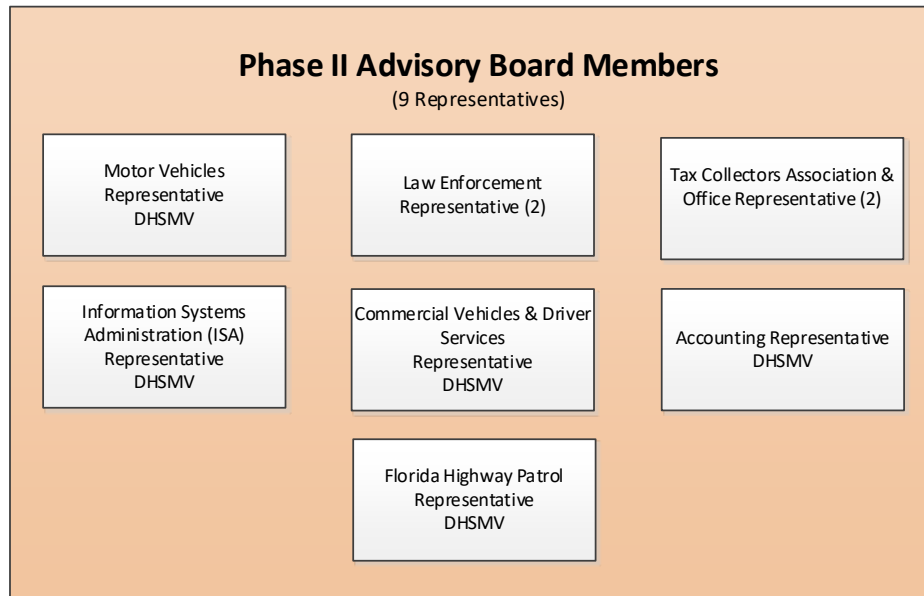 Phase II Advisory Board Members
(9 Representatives)
Motor Vehicles
Representative
DHSMV
Law Enforcement
Representative (2)
Tax Collectors Association &
Office Representative (2)
Information Systems
Administration (ISA)
Representative
DHSMV
Commercial Vehicles & Driver
Services
Representative
DHSMV
Accounting Representative
DHSMV
Florida Highway Patrol
Representative
DHSMV